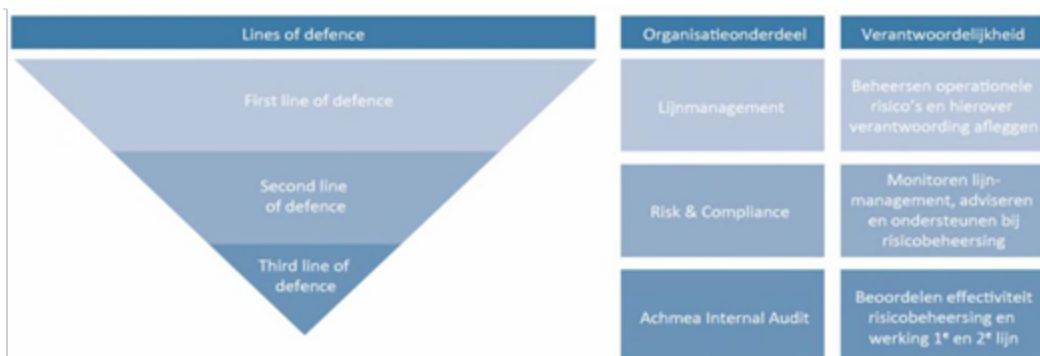 Lines of defence
Organisatieonderdeel
Verantwoordelijkheid
First line of defence
Lijnmanagement
Beheersen operationele
risico's en hierover
verantwoording afleggen
Second line
of defence
Risk & Compliance
Monitoren lijn-
management, adviseren
en ondersteunen bij
risicobeheersing
Third line of
defence
Achmea Internal Audit
Beoordelen effectiviteit
risicobeheersing en
werking 1e en 2e lijn